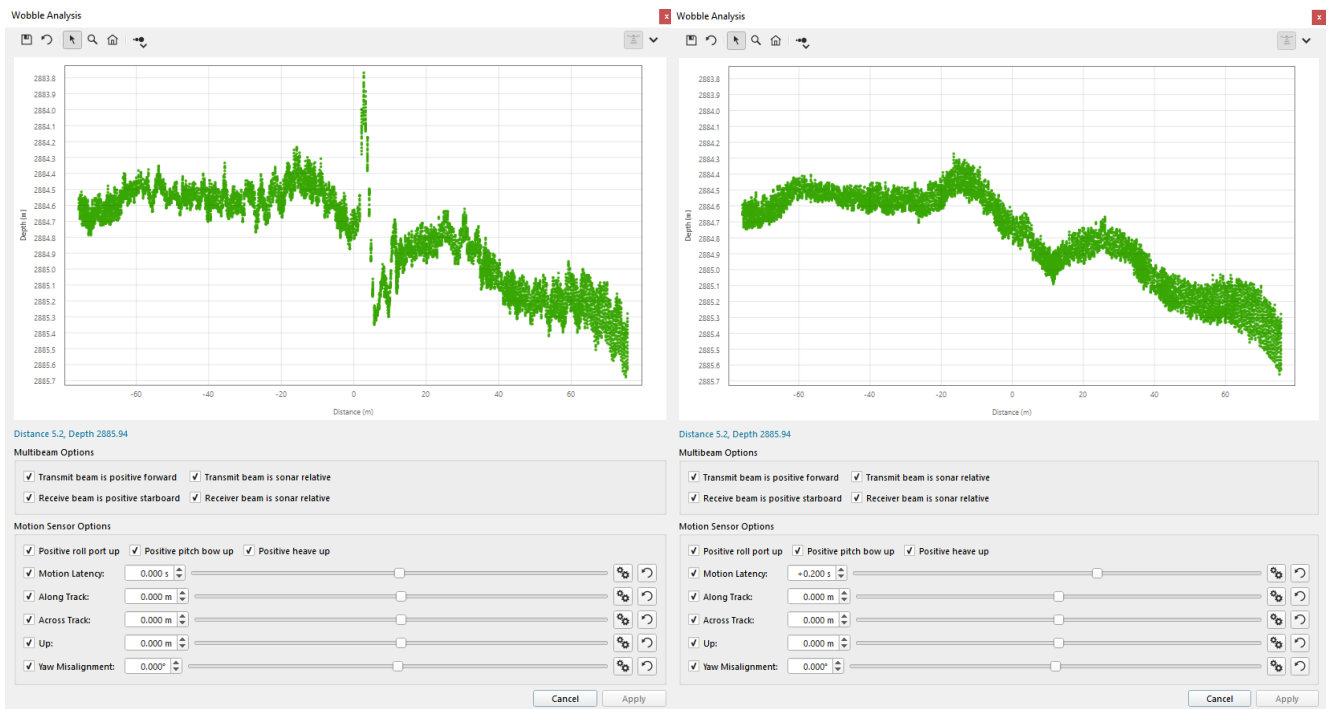 Wobble Analysis
x
2883.8
2883.9
2884.0
2884.1
2884.2
2884.3
2884.4
2884.5
2884.6
2884.7
2884.8
2884.9
2885.0
2885.1
2885.2
2885.3
2885.4
2885.5
2885.6
2885.7
Depth (m)
-60 -40 -20 0 20 40 60
Distance (m)
Distance 5.2, Depth 2885.94
Multibeam Options
Transmit beam is positive forward Transmit beam is sonar relative
Receive beam is positive starboard Receiver beam is sonar relative
Motion Sensor Options
Positive roll port up Positive pitch bow up Positive heave up
Motion Latency: 0.000 s
Along Track: 0.000 m
Across Track: 0.000 m
Up: 0.000 m
Yaw Misalignment: 0.000°
Cancel Apply
Wobble Analysis
x
2883.8
2883.9
2884.0
2884.1
2884.2
2884.3
2884.4
2884.5
2884.6
2884.7
2884.8
2884.9
2885.0
2885.1
2885.2
2885.3
2885.4
2885.5
2885.6
2885.7
Depth (m)
-60 -40 -20 0 20 40 60
Distance (m)
Distance 5.2, Depth 2885.94
Multibeam Options
Transmit beam is positive forward Transmit beam is sonar relative
Receive beam is positive starboard Receiver beam is sonar relative
Motion Sensor Options
Positive roll port up Positive pitch bow up Positive heave up
Motion Latency: +0.200 s
Along Track: 0.000 m
Across Track: 0.000 m
Up: 0.000 m
Yaw Misalignment: 0.000°
Cancel Apply